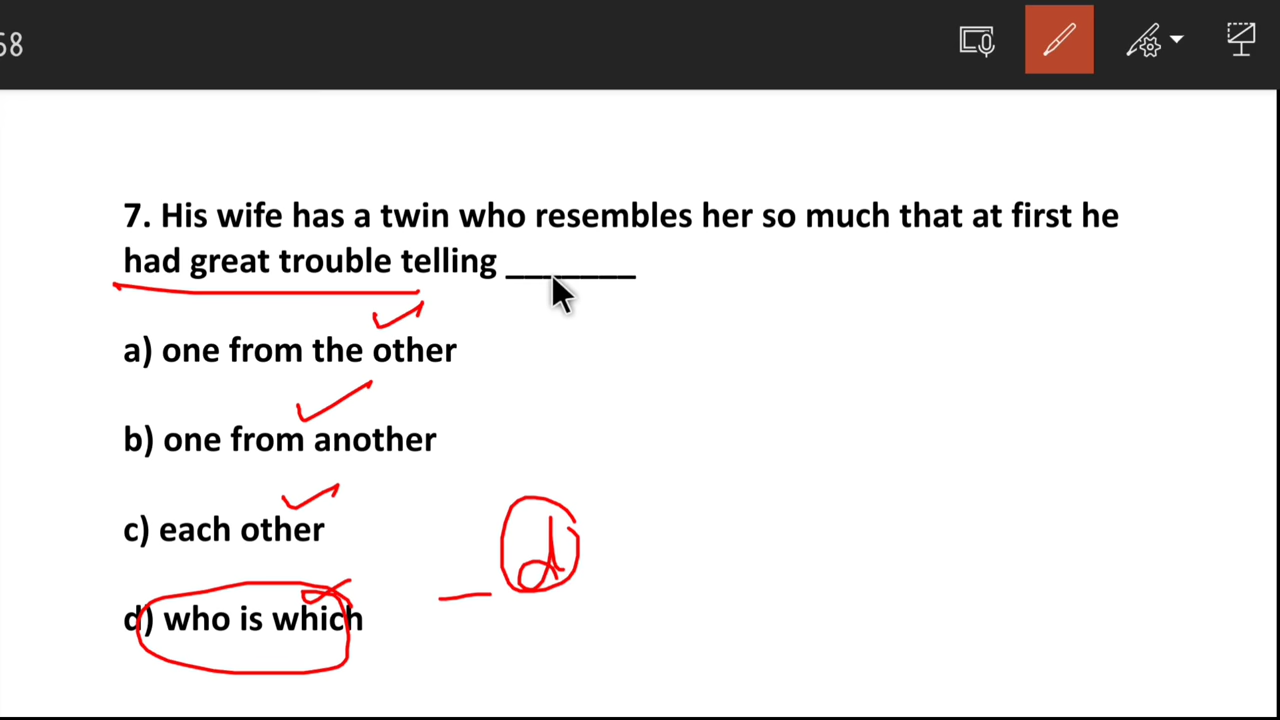 58
7. His wife has a twin who resembles her so much that at first he
had great trouble telling _______
a) one from the other
b) one from another
c) each other
d) who is which
d